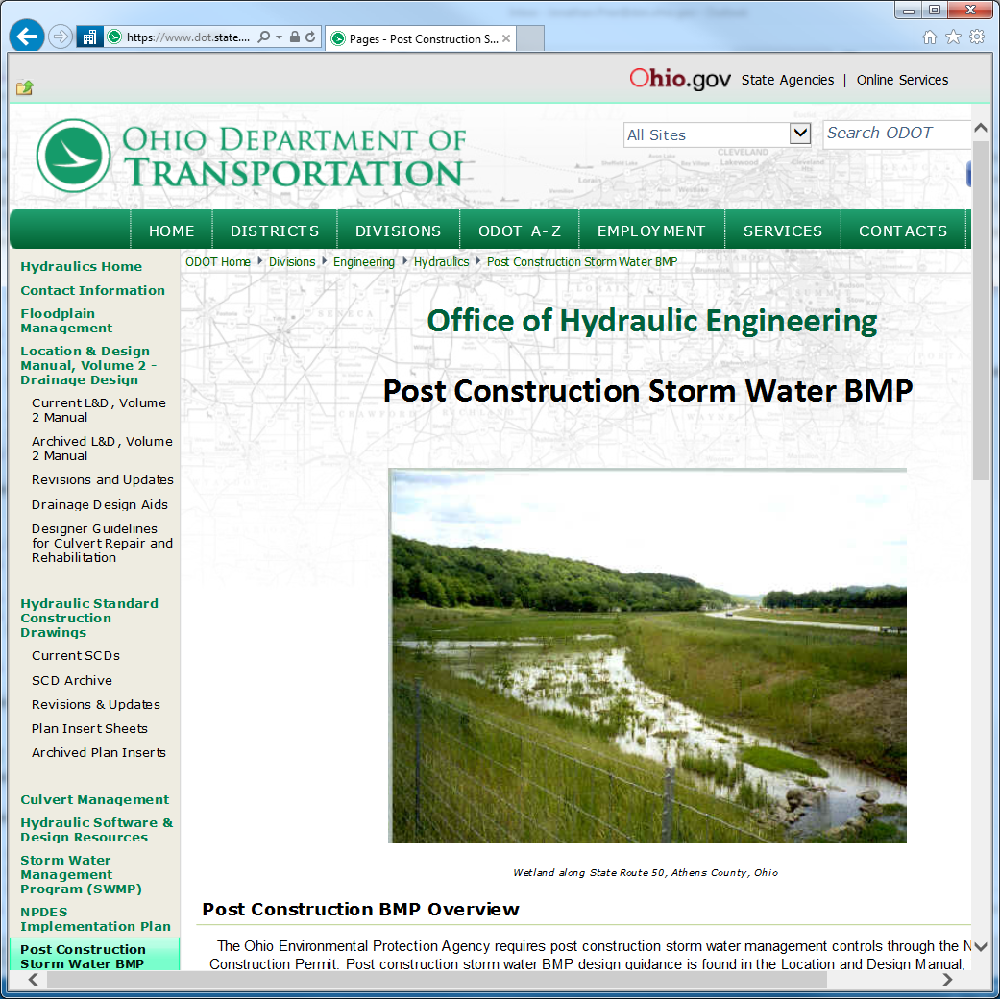 https://www.dot.state....
Pages - Post Construction S...
Ohio.gov State Agencies | Online Services
OHIO DEPARTMENT OF
TRANSPORTATION
All Sites
Search ODOT
HOME DISTRICTS DIVISIONS ODOT A-Z EMPLOYMENT SERVICES CONTACTS
ODOT Home Divisions Engineering Hydraulics Post Construction Storm Water BMP
Hydraulics Home
Contact Information
Floodplain
Management
Location & Design
Manual, Volume 2 -
Drainage Design
Current L&D, Volume
2 Manual
Archived L&D, Volume
2 Manual
Revisions and Updates
Drainage Design Aids
Designer Guidelines
for Culvert Repair and
Rehabilitation
Hydraulic Standard
Construction
Drawings
Current SCDs
SCD Archive
Revisions & Updates
Plan Insert Sheets
Archived Plan Inserts
Culvert Management
Hydraulic Software &
Design Resources
Storm Water
Management
Program (SWMP)
NPDES
Implementation Plan
Post Construction
Storm Water BMP
Office of Hydraulic Engineering
Post Construction Storm Water BMP
Wetland along State Route 50, Athens County, Ohio
Post Construction BMP Overview
The Ohio Environmental Protection Agency requires post construction storm water management controls through the N
Construction Permit. Post construction storm water BMP design guidance is found in the Location and Design Manual,